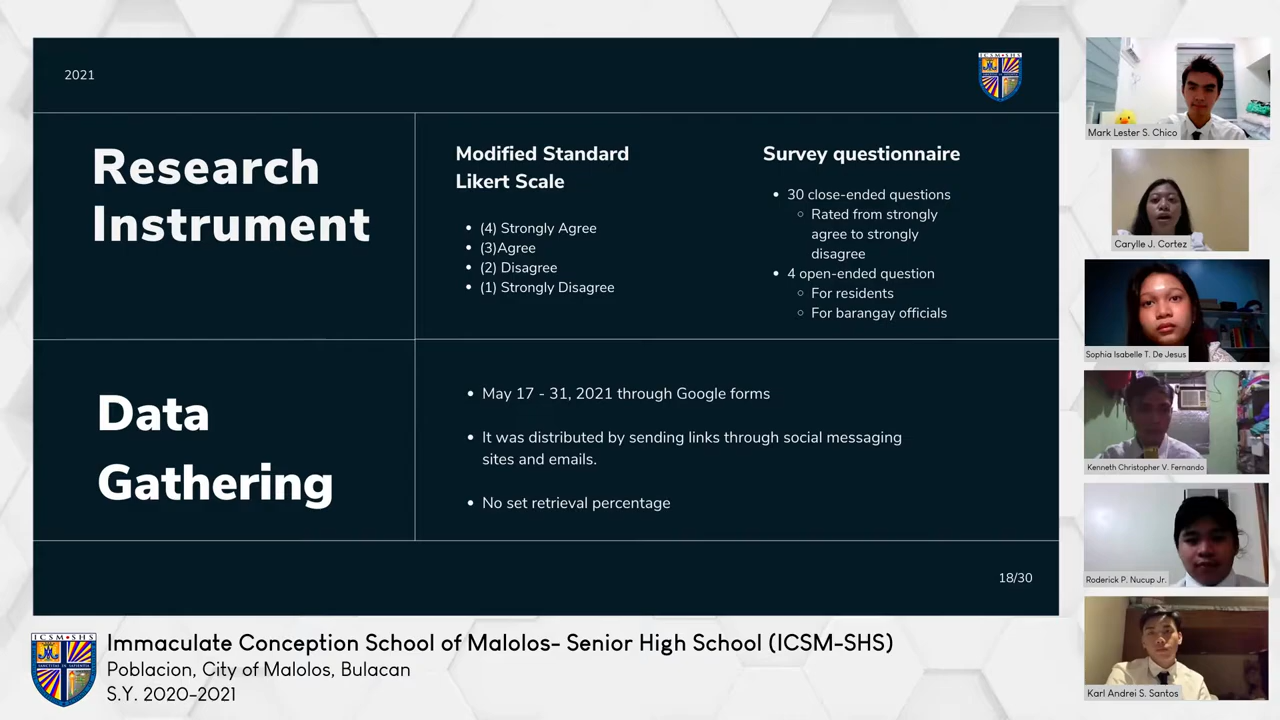 2021
ICSM•SHS
Research
Instrument
Modified Standard
Likert Scale
(4) Strongly Agree
(3)Agree
(2) Disagree
(1) Strongly Disagree
Survey questionnaire
30 close-ended questions
Rated from strongly
agree to strongly
disagree
4 open-ended question
For residents
For barangay officials
Data
Gathering
May 17 - 31, 2021 through Google forms
It was distributed by sending links through social messaging
sites and emails.
No set retrieval percentage
18/30
Mark Lester S. Chico
Carylle J. Cortez
Sophia Isabelle T. De Jesus
Kenneth Christopher V. Fernando
Roderick P. Nucup Jr.
Karl Andrei S. Santos
ICSM•SHS
Immaculate Conception School of Malolos- Senior High School (ICSM-SHS)
Poblacion, City of Malolos, Bulacan
S.Y. 2020-2021